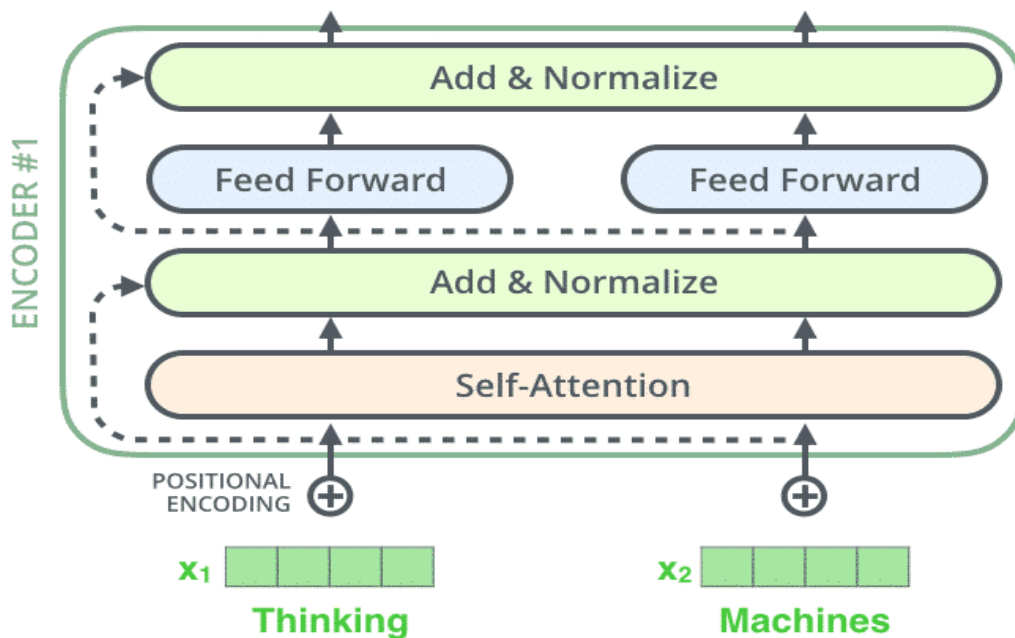 ENCODER #1
Add & Normalize
Feed Forward Feed Forward
Add & Normalize
Self-Attention
POSITIONAL
ENCODING
x₁ x₂
Thinking Machines